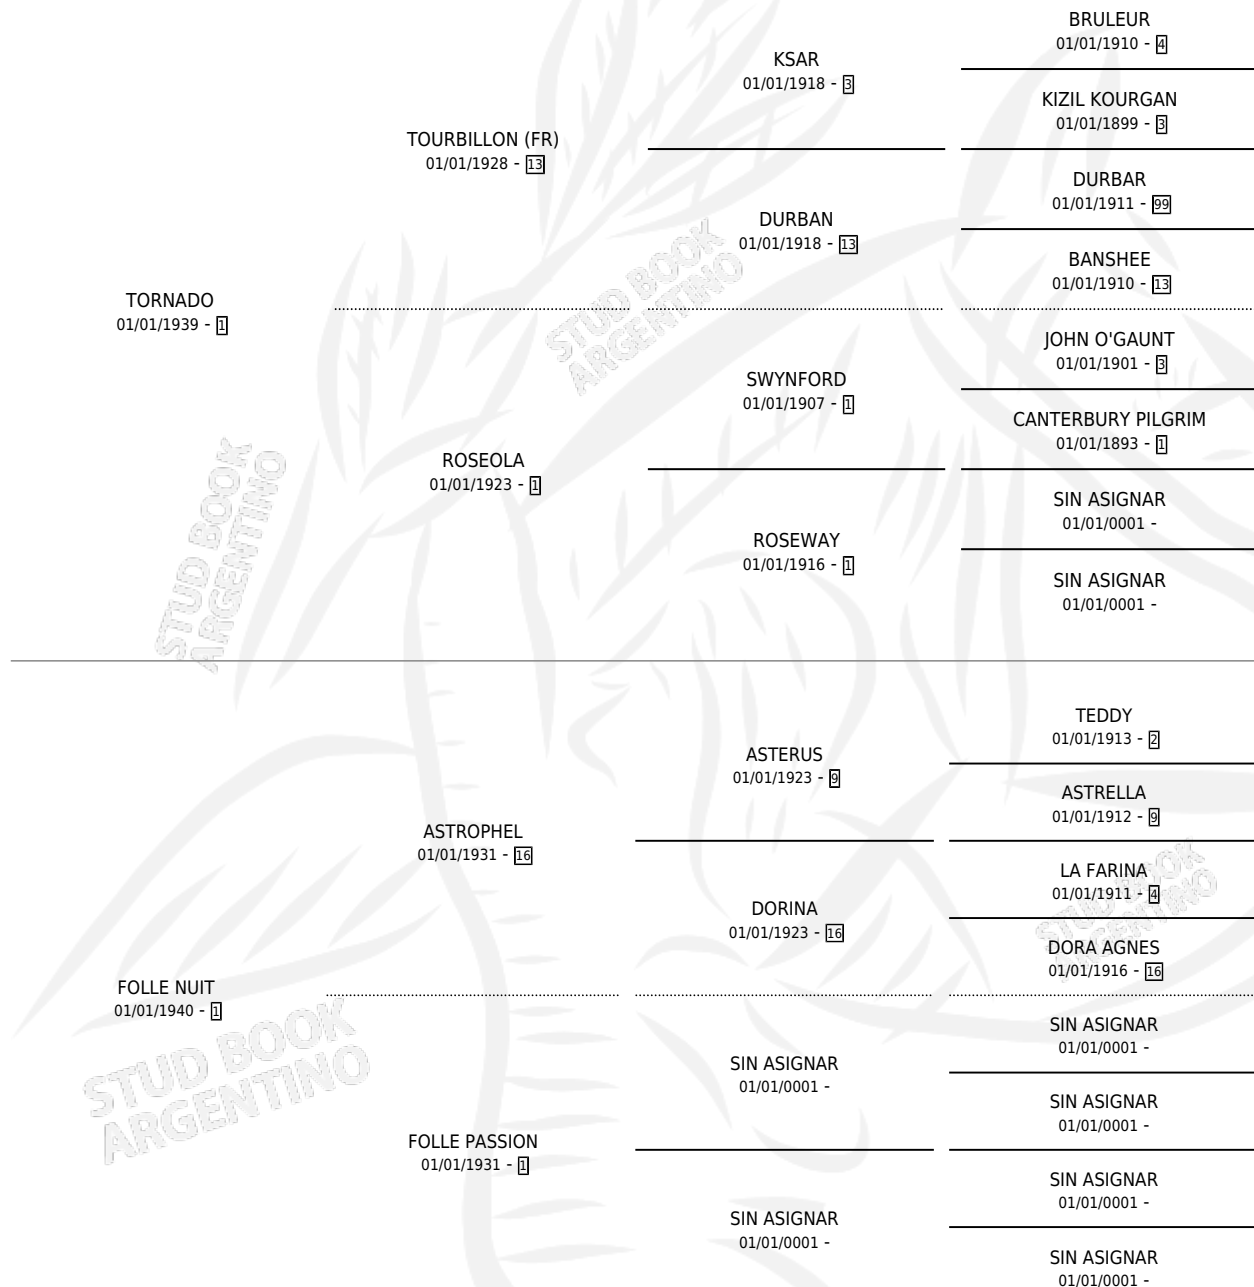 BRULEUR
01/01/1910 - 4
KSAR
01/01/1918 - 3
KIZIL KOURGAN
01/01/1899 - 3
TOURBILLON (FR)
01/01/1928 - 13
DURBAR
01/01/1911 - 99
DURBAN
01/01/1918 - 13
BANSHEE
01/01/1910 - 13
TORNADO
01/01/1939 - 1
JOHN O'GAUNT
01/01/1901 - 3
SWYNFORD
01/01/1907 - 1
CANTERBURY PILGRIM
01/01/1893 - 1
ROSEOLA
01/01/1923 - 1
SIN ASIGNAR
01/01/0001 -
ROSEWAY
01/01/1916 - 1
SIN ASIGNAR
01/01/0001 -
TEDDY
01/01/1913 - 2
ASTERUS
01/01/1923 - 9
ASTRELLA
01/01/1912 - 9
ASTROPHEL
01/01/1931 - 16
LA FARINA
01/01/1911 - 4
DORINA
01/01/1923 - 16
DORA AGNES
01/01/1916 - 16
FOLLE NUIT
01/01/1940 - 1
SIN ASIGNAR
01/01/0001 -
SIN ASIGNAR
01/01/0001 -
SIN ASIGNAR
01/01/0001 -
FOLLE PASSION
01/01/1931 - 1
SIN ASIGNAR
01/01/0001 -
SIN ASIGNAR
01/01/0001 -
SIN ASIGNAR
01/01/0001 -
STUD BOOK
ARGENTINO
STUD BOOK
ARGENTINO
STUD BOOK
ARGENTINO
STUD BOOK
ARGENTINO